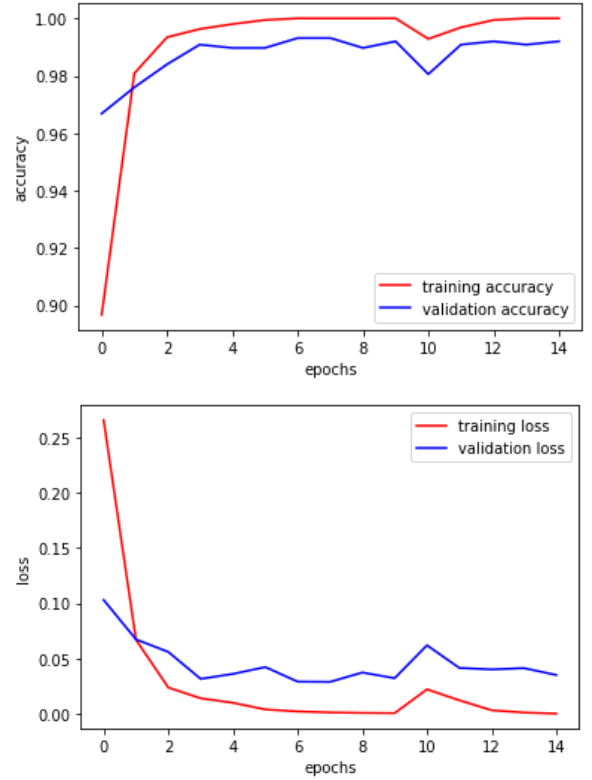 1.00
0.98
0.96
0.94
0.92
0.90
accuracy
training accuracy
validation accuracy
0 2 4 6 8 10 12 14
epochs
training loss
validation loss
0.25
0.20
0.15
0.10
0.05
0.00
loss
0 2 4 6 8 10 12 14
epochs